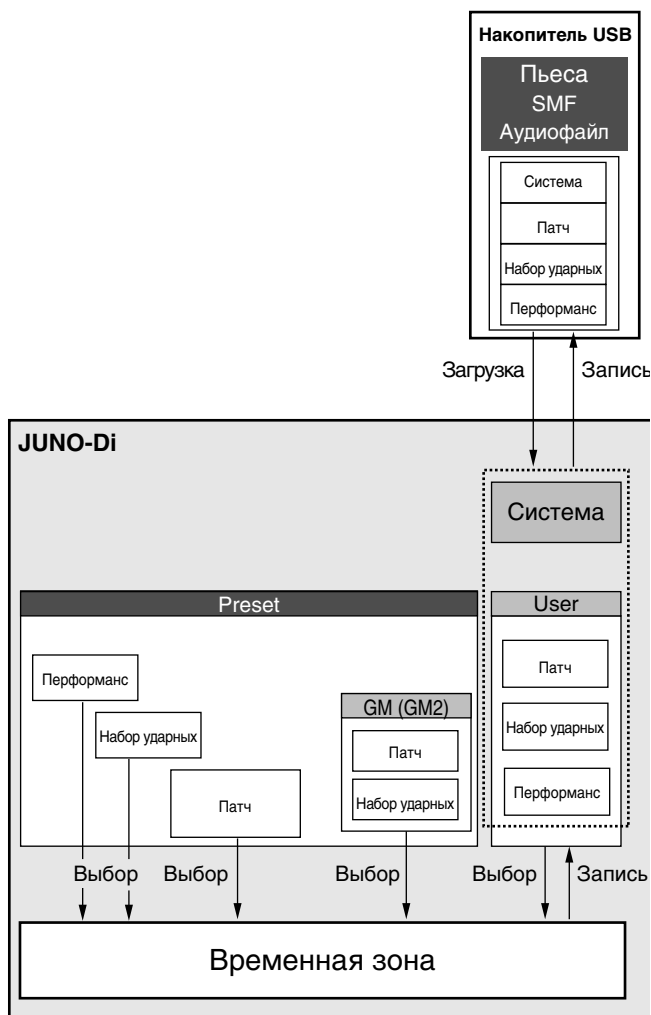 Накопитель USB
Пьеса
SMF
Аудиофайл
Система
Патч
Набор ударных
Перформанс
Загрузка
Запись
JUNO-Di
Система
Preset
User
Перформанс
Набор ударных
Патч
GM (GM2)
Патч
Набор ударных
Патч
Набор ударных
Перформанс
Выбор
Выбор
Выбор
Выбор
Запись
Временная зона